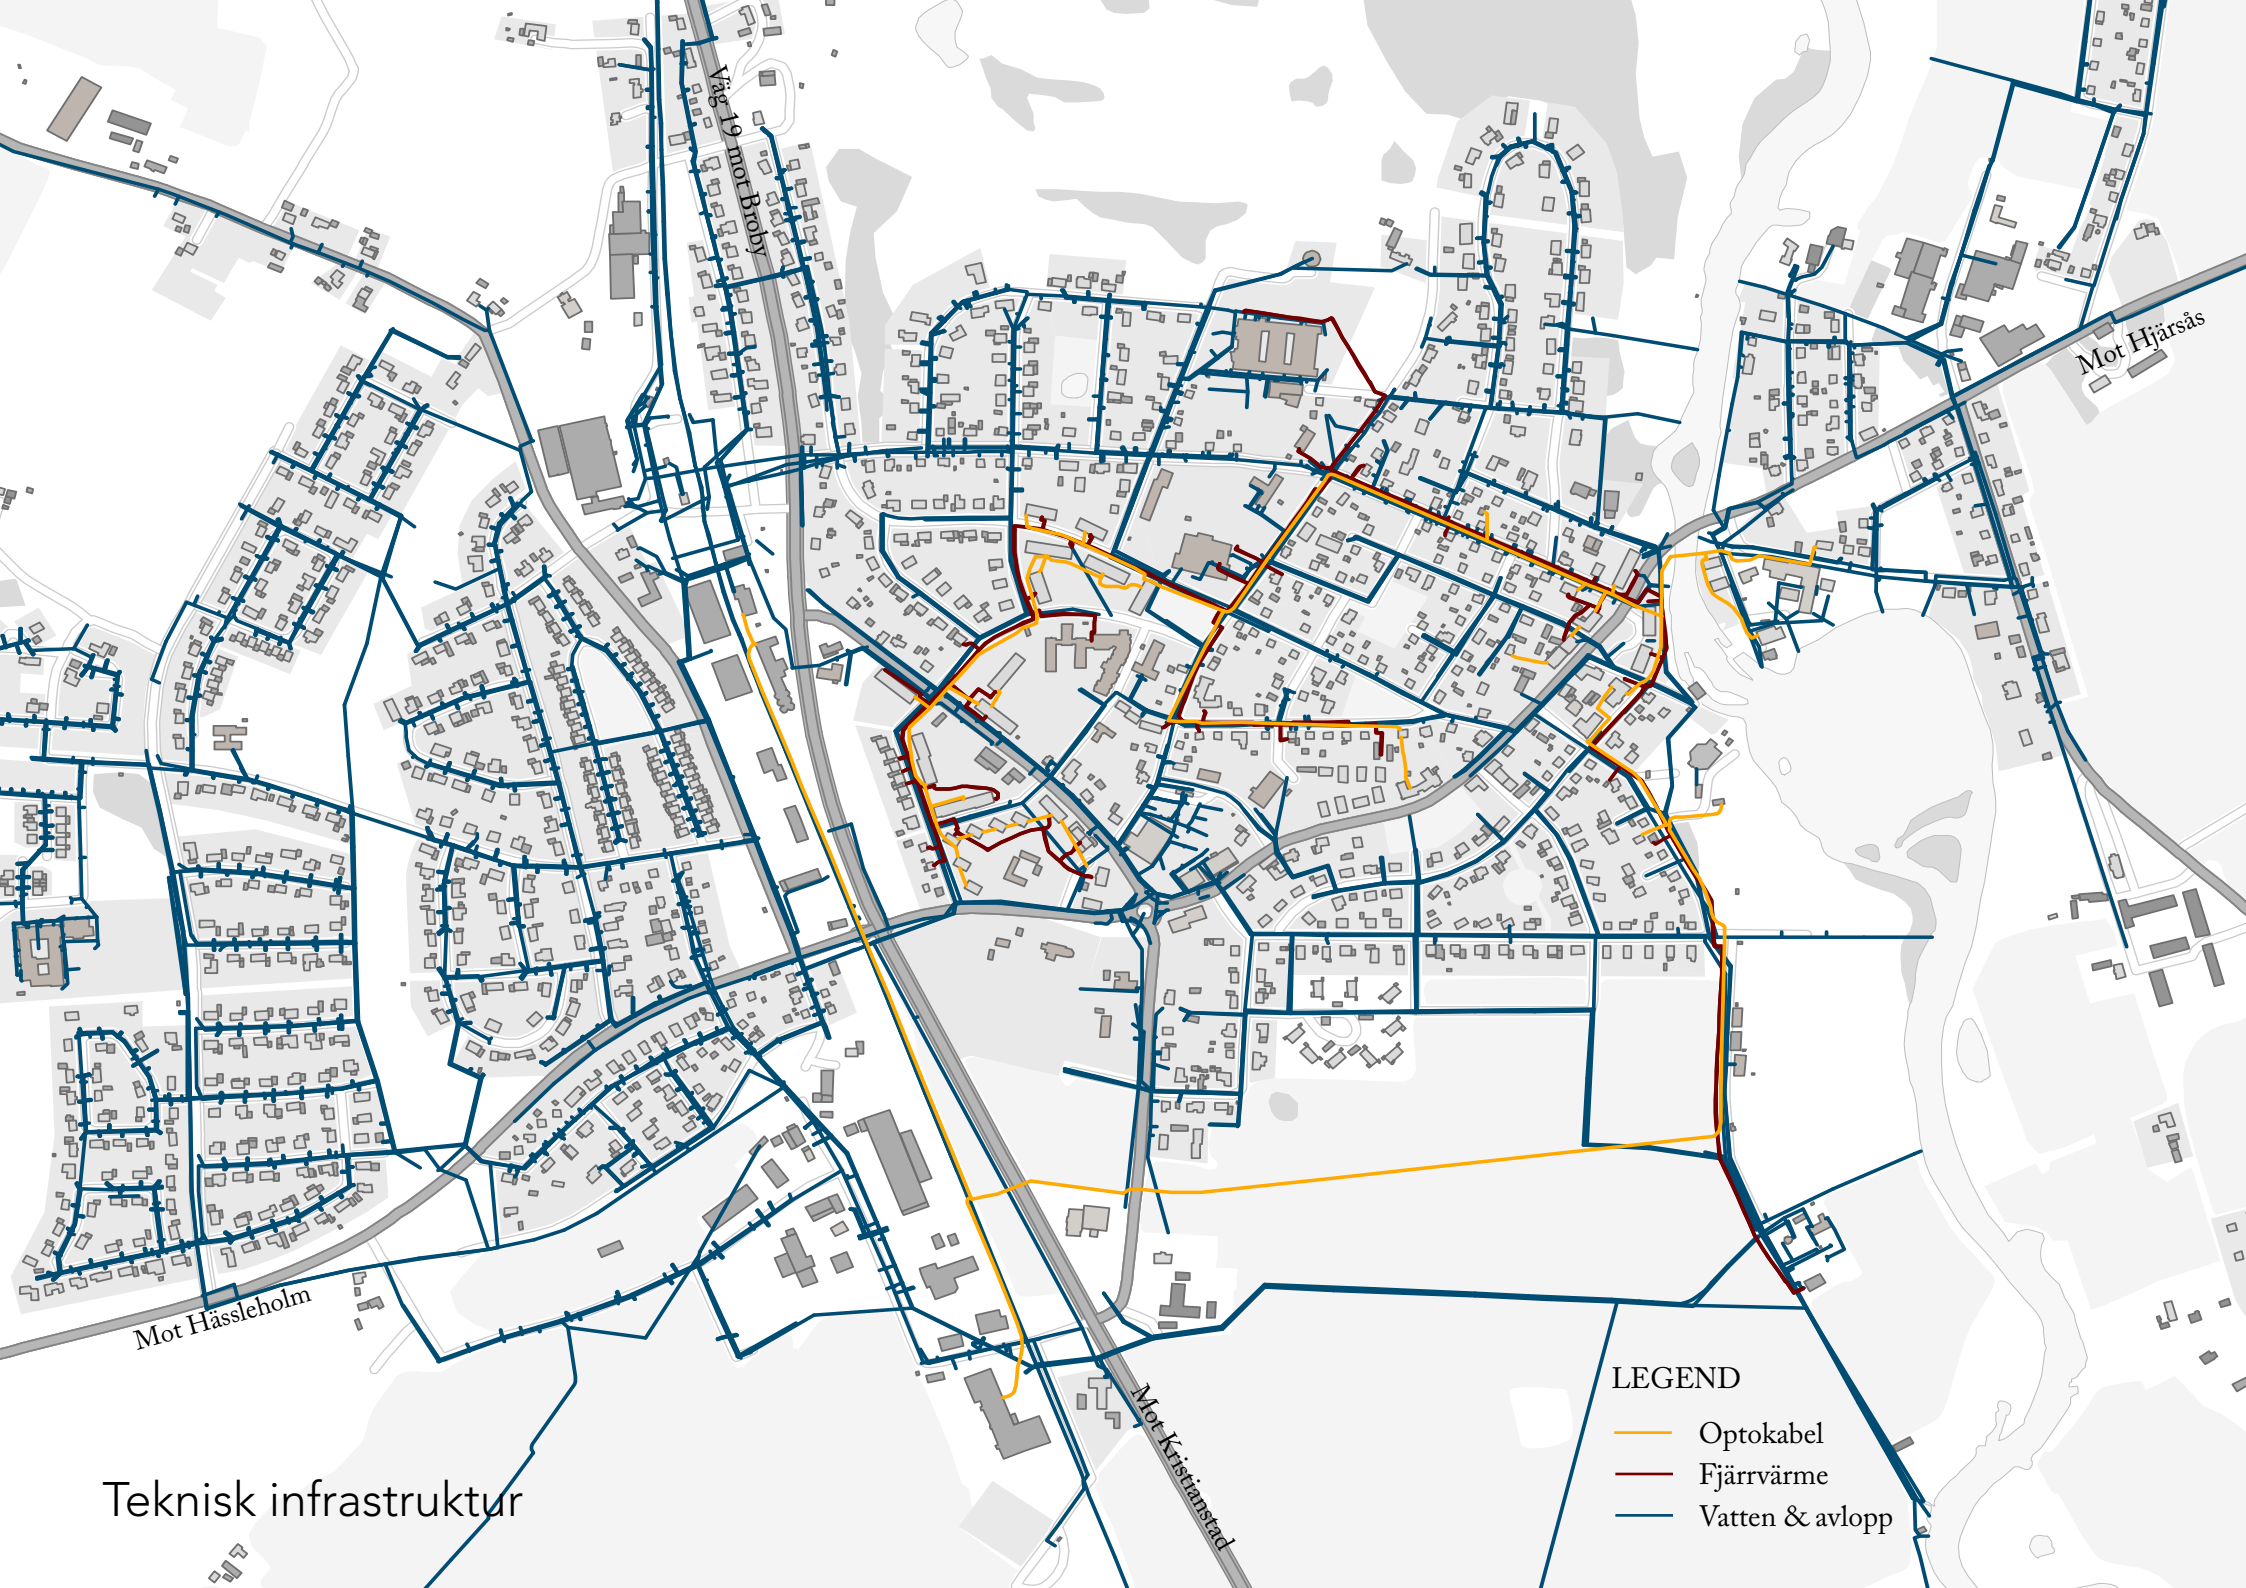 Väg 19 mot Broby
Mot Hjärsås
Mot Hässleholm
Mot Kristianstad
LEGEND
Optokabel
Fjärrvärme
Vatten & avlopp
Teknisk infrastruktur